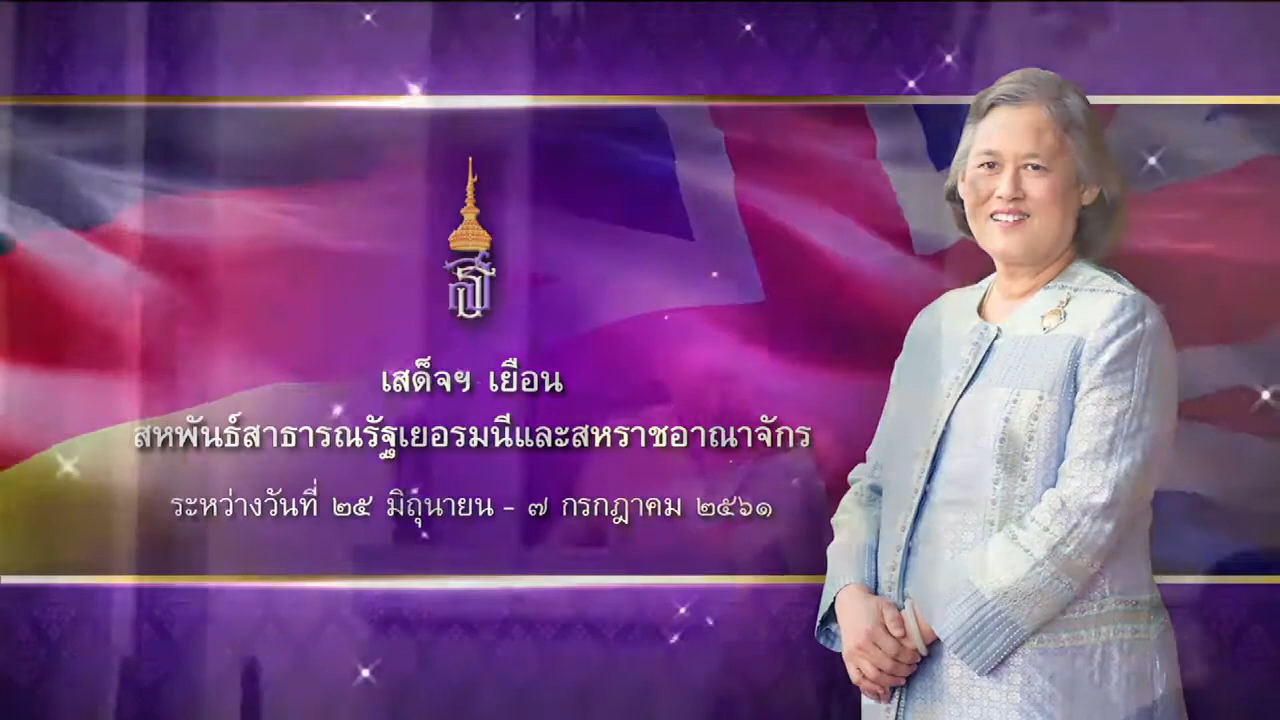 เสด็จฯ เยือน
สหพันธ์สาธารณรัฐเยอรมนีและสหราชอาณาจักร
ระหว่างวันที่ ๒๕ มิถุนายน - ๗ กรกฎาคม ๒๕๖๑